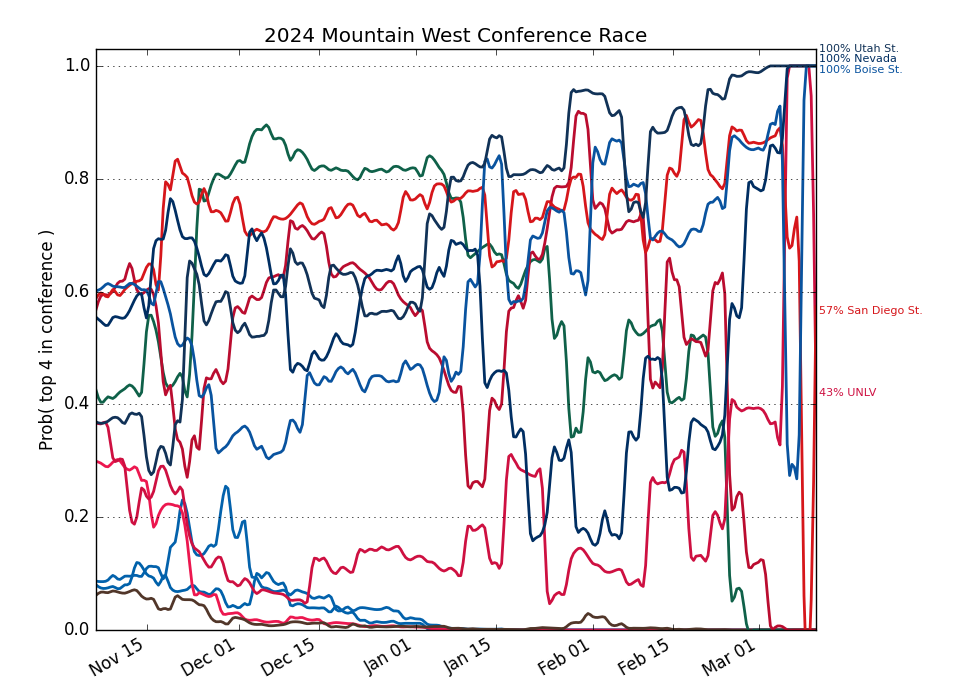 2024 Mountain West Conference Race
100% Utah St.
100% Nevada
100% Boise St.
57% San Diego St.
43% UNLV
Prob( top 4 in conference )
1.0
0.8
0.6
0.4
0.2
0.0
Nov 15 Dec 01 Dec 15 Jan 01 Jan 15 Feb 01 Feb 15 Mar 01